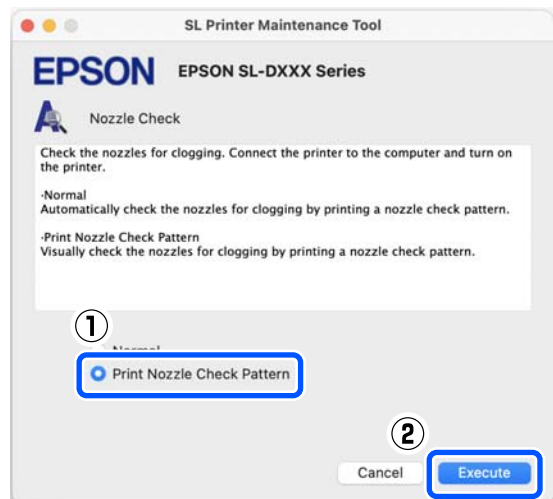 SL Printer Maintenance Tool
EPSON EPSON SL-DXXX Series
Nozzle Check
Check the nozzles for clogging. Connect the printer to the computer and turn on
the printer.
·Normal
Automatically check the nozzles for clogging by printing a nozzle check pattern.
·Print Nozzle Check Pattern
Visually check the nozzles for clogging by printing a nozzle check pattern.
①
Normal
Print Nozzle Check Pattern
②
Cancel Execute